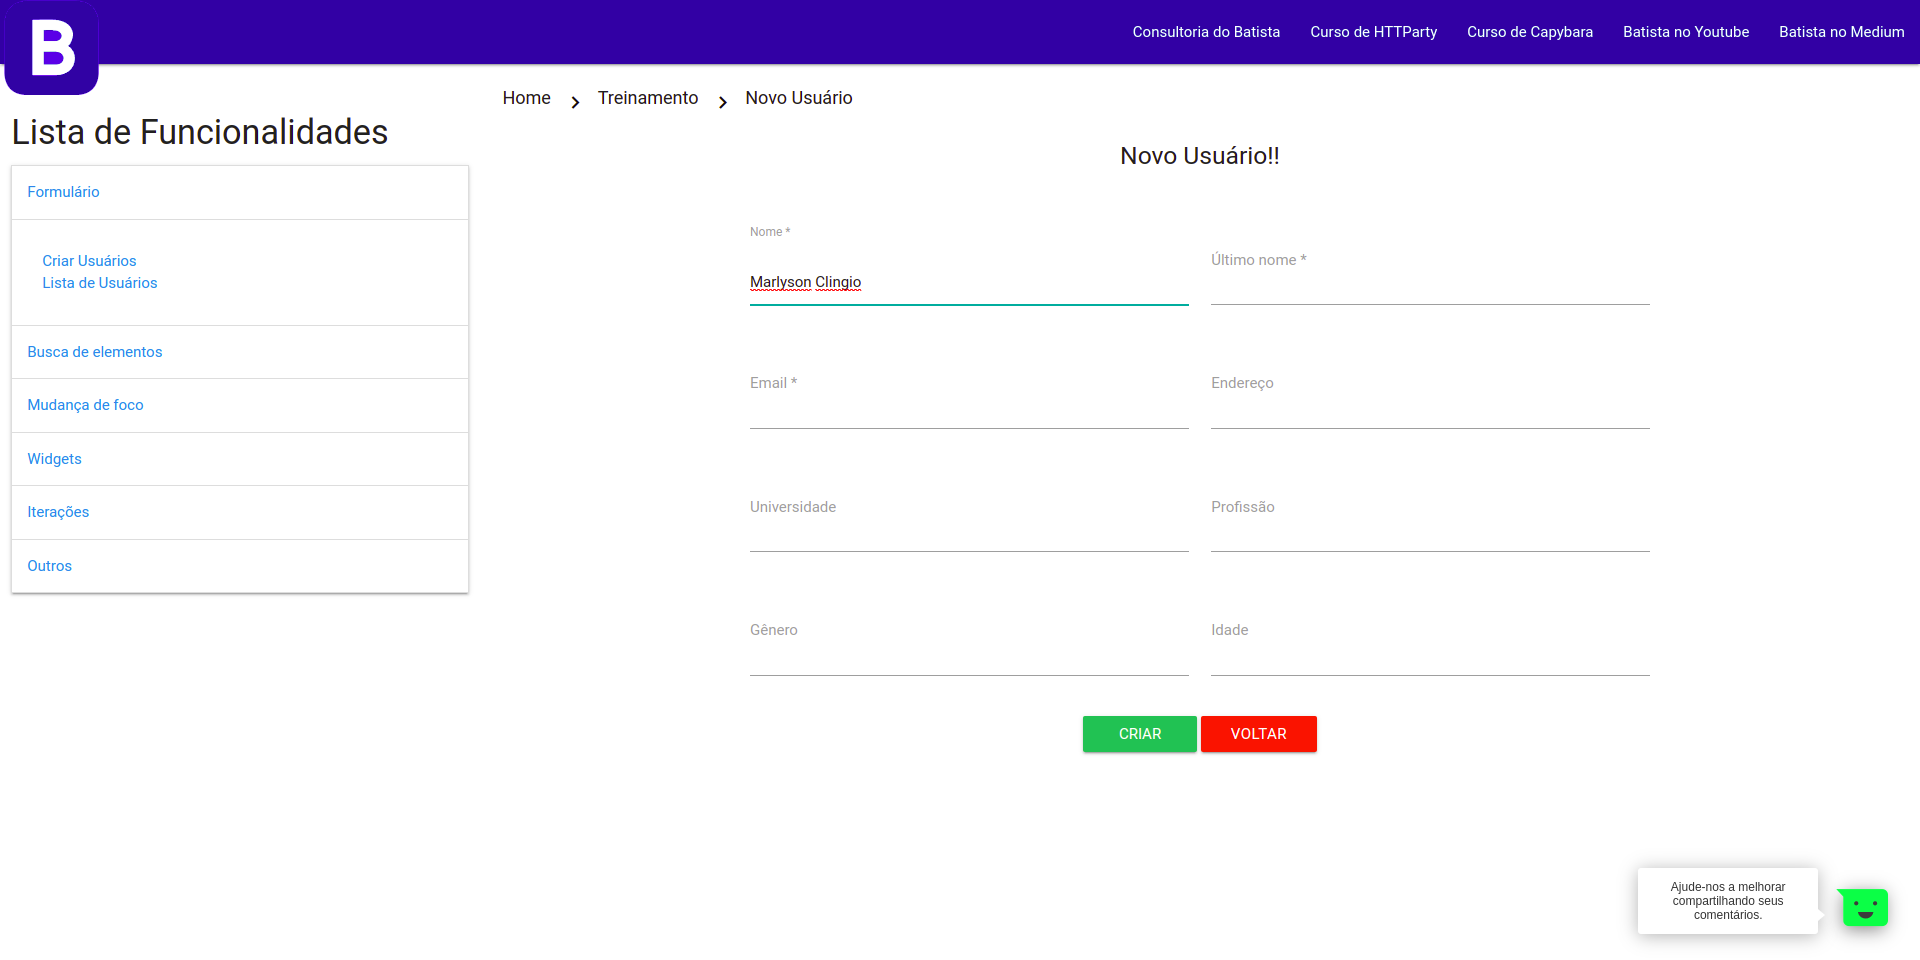 B
Consultoria do Batista
Curso de HTTParty
Curso de Capybara
Batista no Youtube
Batista no Medium
Home
Treinamento
Novo Usuário
Lista de Funcionalidades
Formulário
Criar Usuários
Lista de Usuários
Busca de elementos
Mudança de foco
Widgets
Iterações
Outros
Novo Usuário!!
Nome *
Marlyson Clingio
Último nome *
Email *
Endereço
Universidade
Profissão
Gênero
Idade
CRIAR
VOLTAR
Ajude-nos a melhorar
compartilhando seus
comentários.